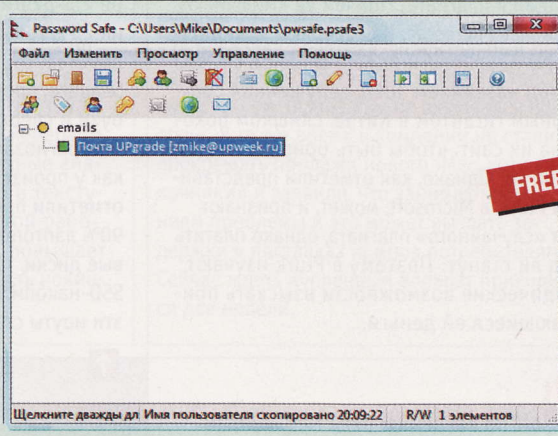 Password Safe - C:\Users\Mike\Documents\pwsafe.psafe3
Файл Изменить Просмотр Управление Помощь
emails
Почта UPgrade [zmike@upweek.ru]
FREE
Щелкните дважды дл Имя пользователя скопировано 20:09:22 R/W 1 элементов